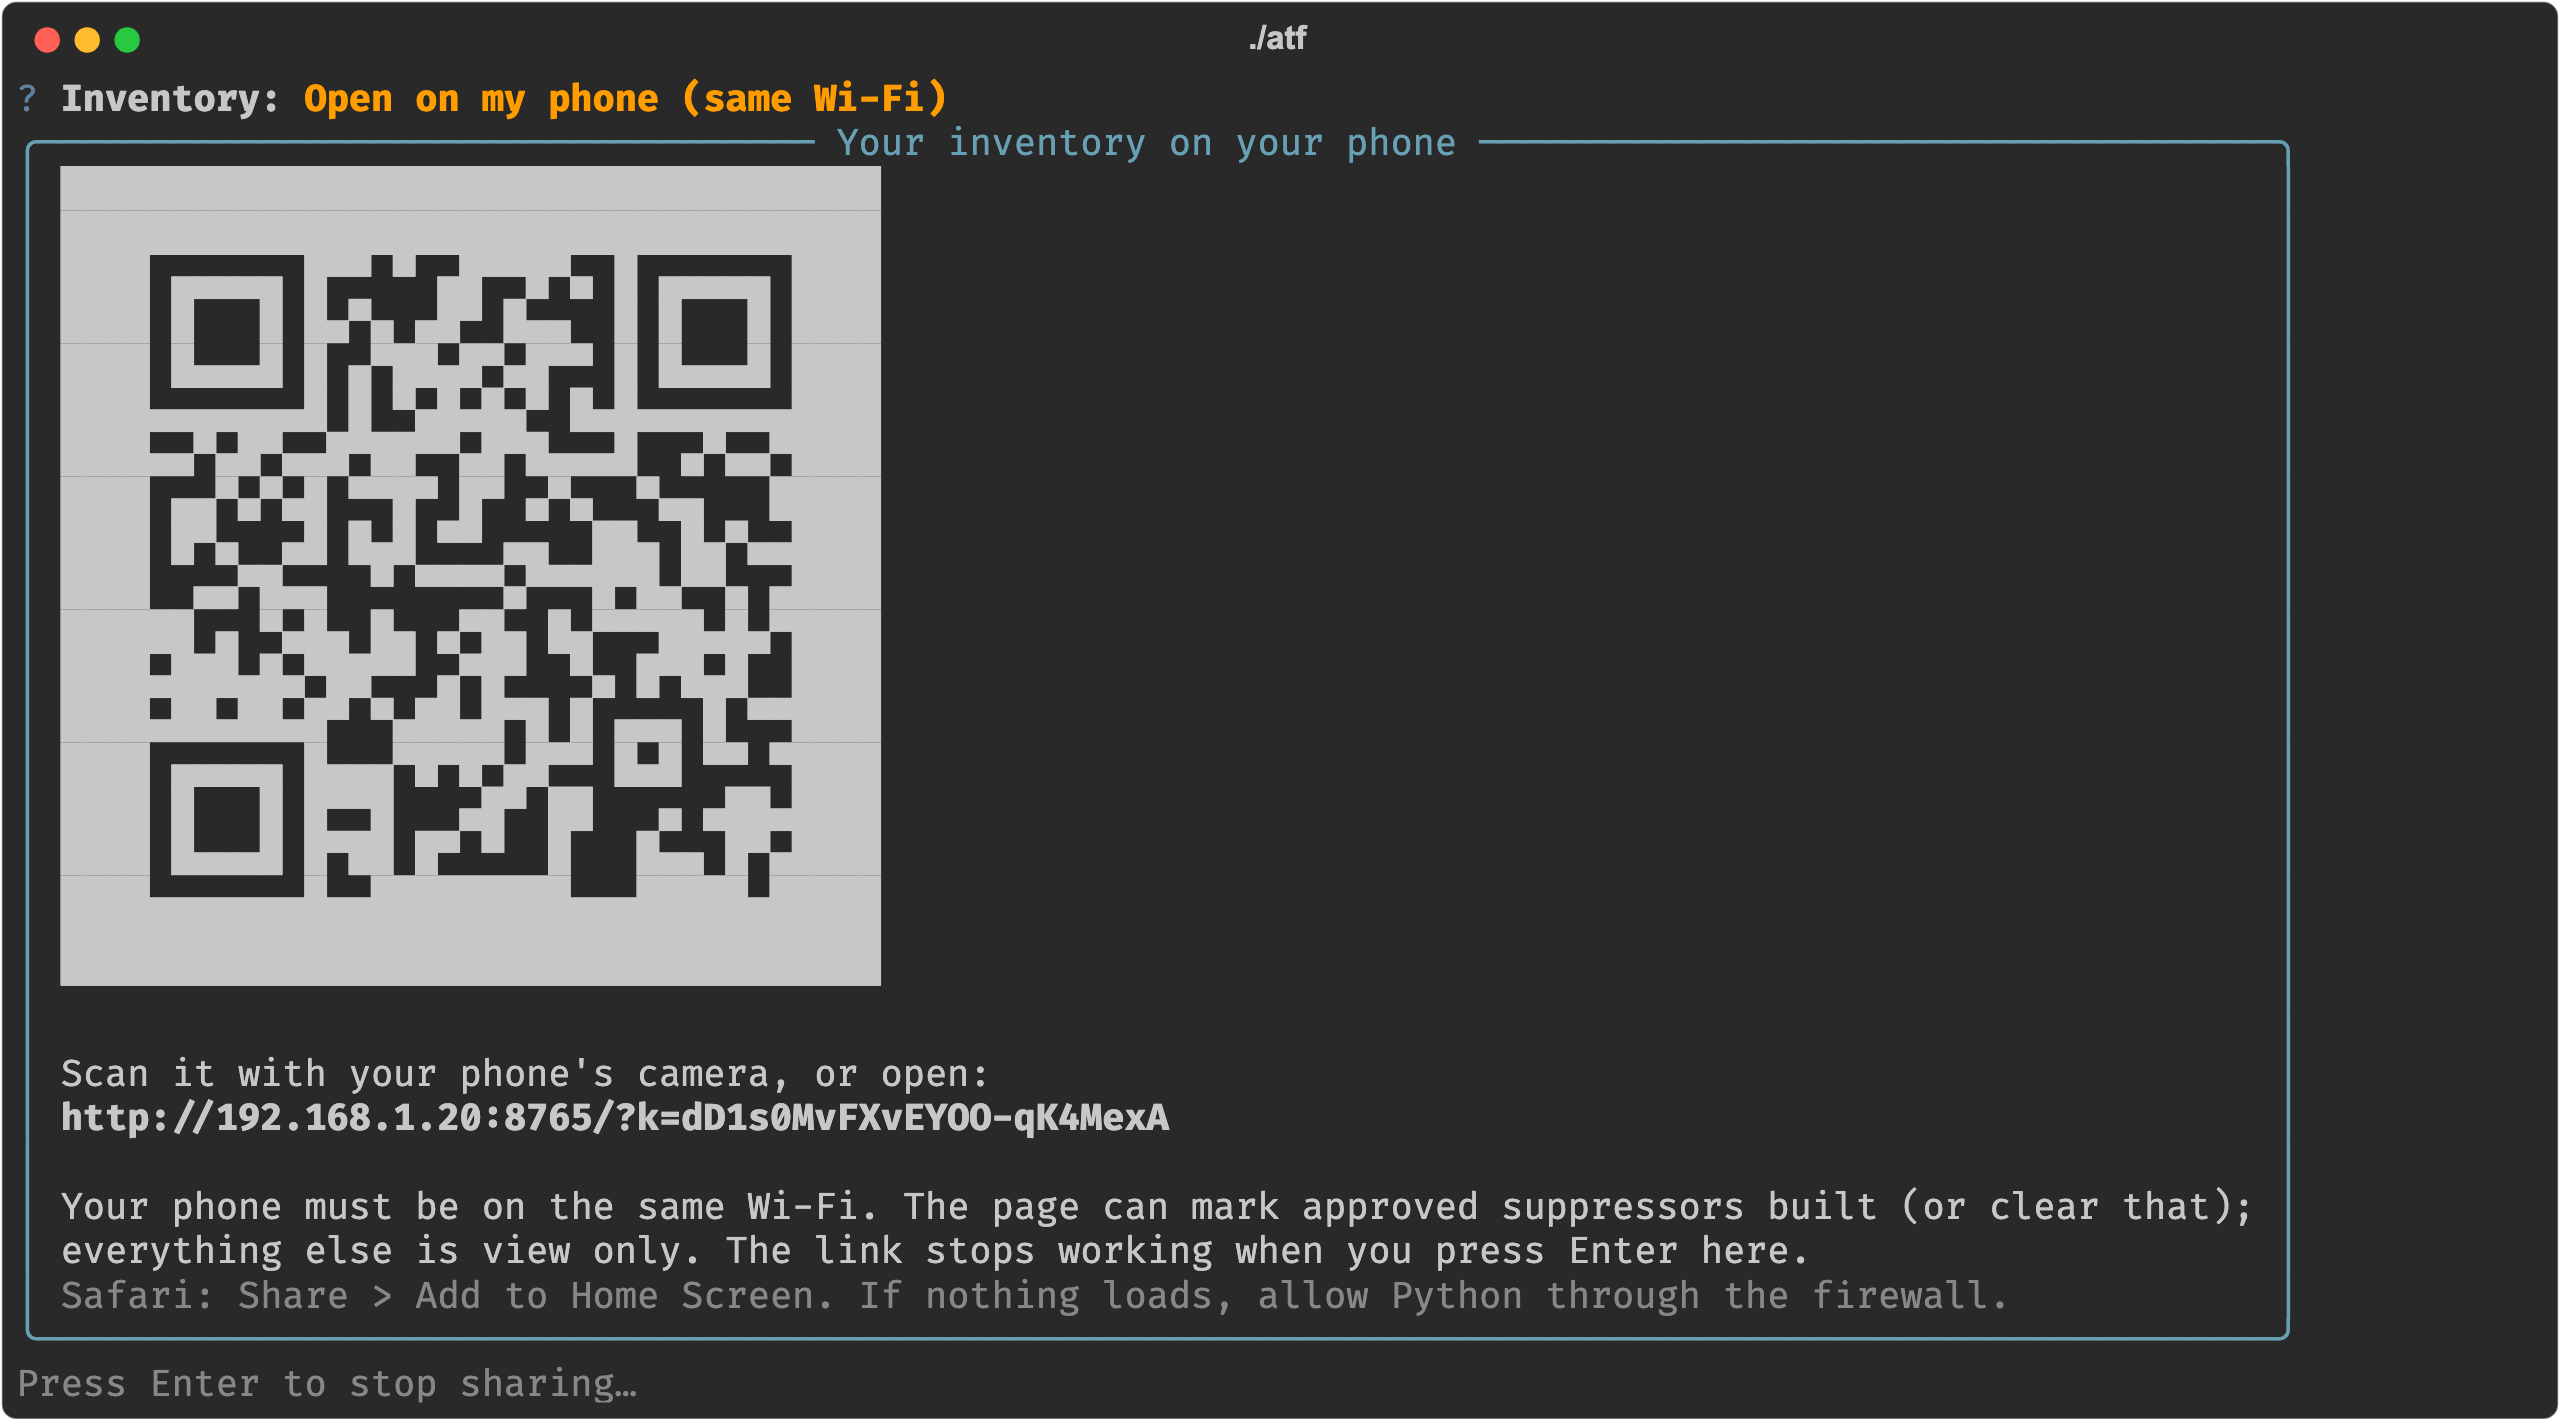 ./atf
? Inventory: Open on my phone (same Wi-Fi)
Your inventory on your phone
Scan it with your phone's camera, or open:
http://192.168.1.20:8765/?k=dD1s0MvFXvEYOO-qK4MexA
Your phone must be on the same Wi-Fi. The page can mark approved suppressors built (or clear that);
everything else is view only. The link stops working when you press Enter here.
Safari: Share > Add to Home Screen. If nothing loads, allow Python through the firewall.
Press Enter to stop sharing…